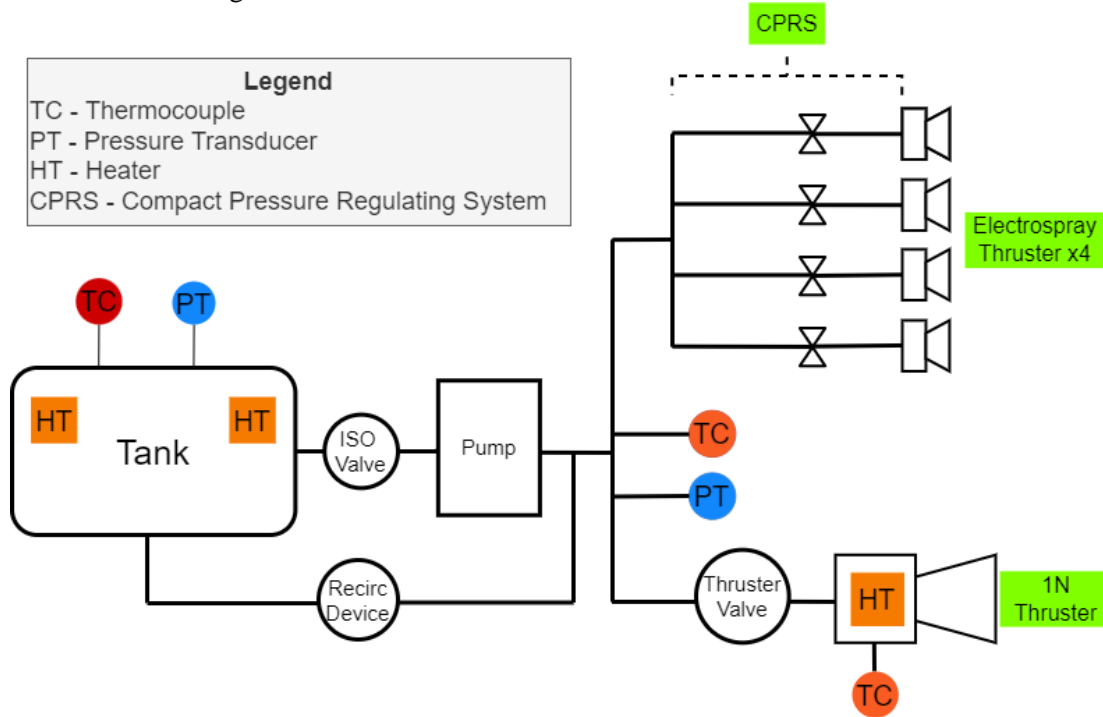 CPRS
Legend
TC - Thermocouple
PT - Pressure Transducer
HT - Heater
CPRS - Compact Pressure Regulating System
Electrospray
Thruster x4
TC
PT
HT
HT
Tank
ISO
Valve
Pump
TC
PT
Recirc
Device
Thruster
Valve
HT
1N
Thruster
TC